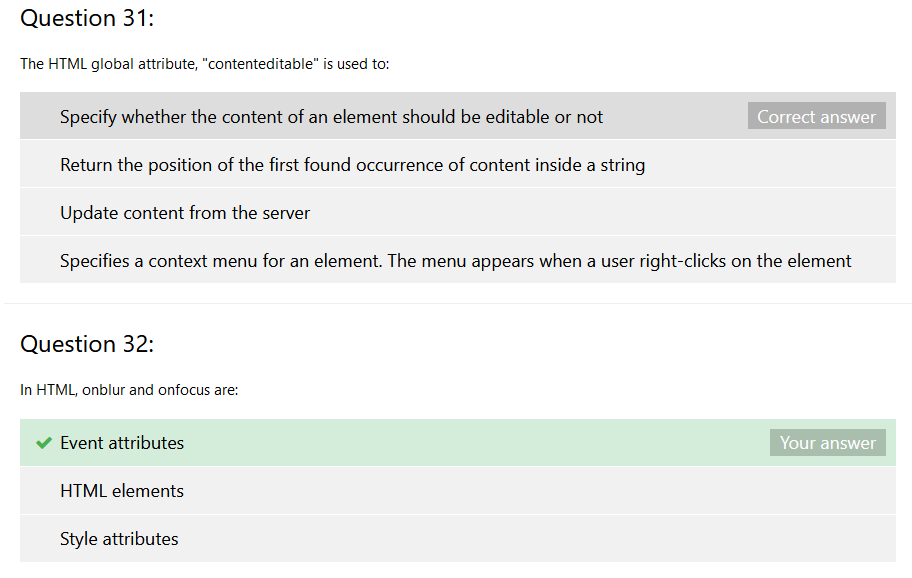 Question 31:
The HTML global attribute, "contenteditable" is used to:
Specify whether the content of an element should be editable or not Correct answer
Return the position of the first found occurrence of content inside a string
Update content from the server
Specifies a context menu for an element. The menu appears when a user right-clicks on the element
Question 32:
In HTML, onblur and onfocus are:
Event attributes Your answer
HTML elements
Style attributes